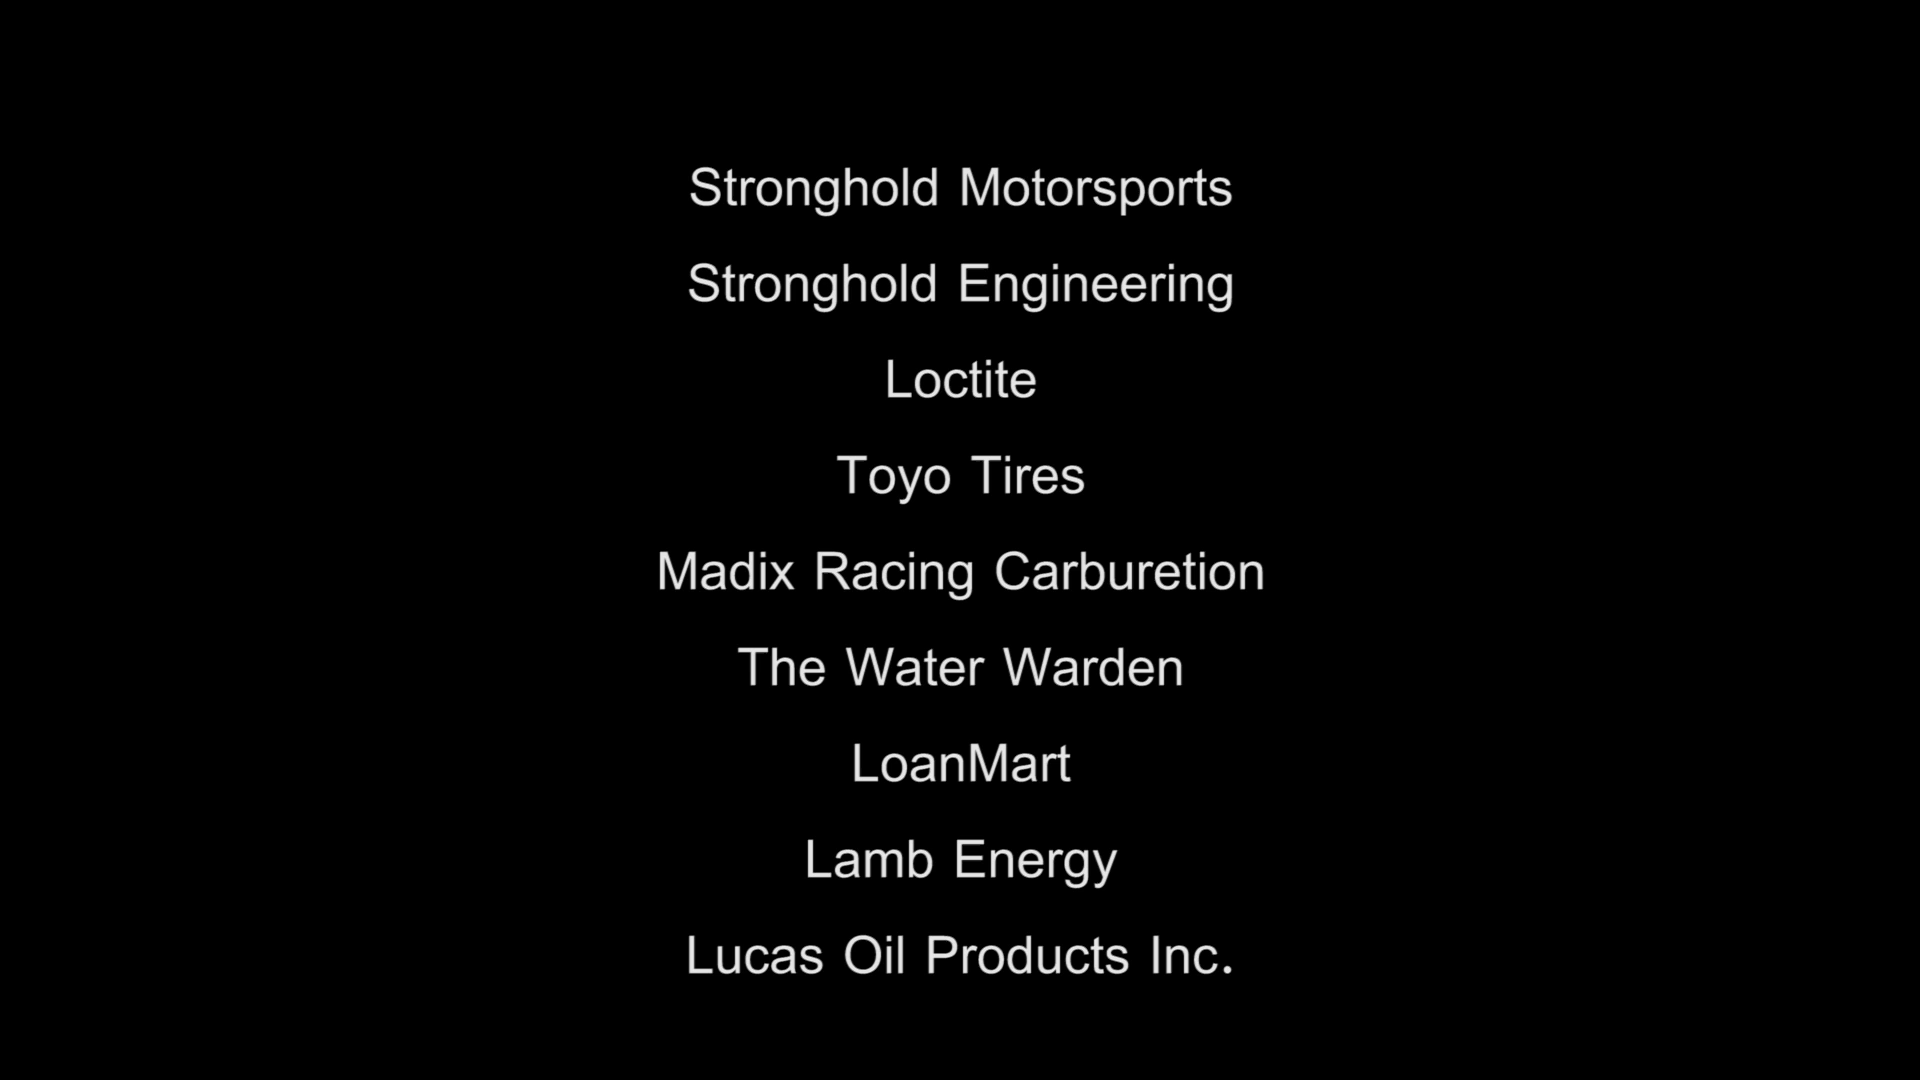 Stronghold Motorsports
Stronghold Engineering
Loctite
Toyo Tires
Madix Racing Carburetion
The Water Warden
LoanMart
Lamb Energy
Lucas Oil Products Inc.